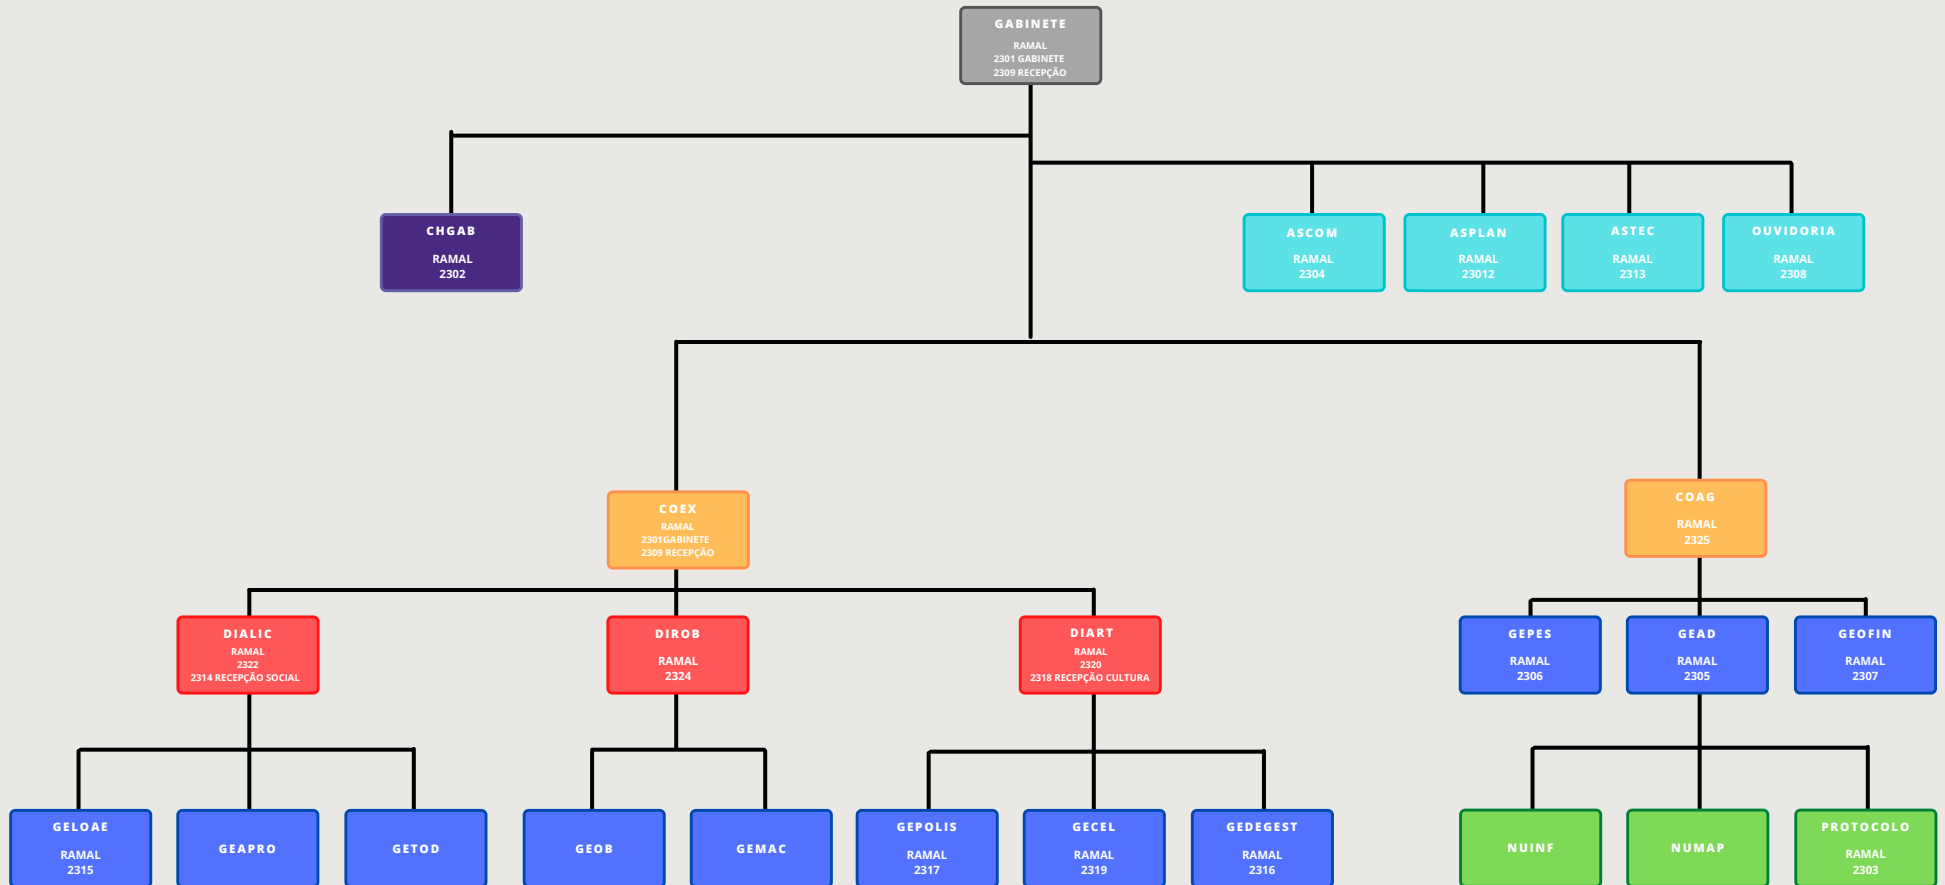 GABINETE
RAMAL
2301 GABINETE
2309 RECEPÇÃO
CHGAB
RAMAL
2302
ASCOM
RAMAL
2304
ASPLAN
RAMAL
23012
ASTEC
RAMAL
2313
OUVIDORIA
RAMAL
2308
COEX
RAMAL
2301GABINETE
2309 RECEPÇÃO
COAG
RAMAL
2325
DIALIC
RAMAL
2322
2314 RECEPÇÃO SOCIAL
DIROB
RAMAL
2324
DIART
RAMAL
2320
2318 RECEPÇÃO CULTURA
GEPES
RAMAL
2306
GEAD
RAMAL
2305
GEOFIN
RAMAL
2307
GELOAE
RAMAL
2315
GEAPRO
GETOD
GEOB
GEMAC
GEPOLIS
RAMAL
2317
GECEL
RAMAL
2319
GEDEGEST
RAMAL
2316
NUINF
NUMAP
PROTOCOLO
RAMAL
2303